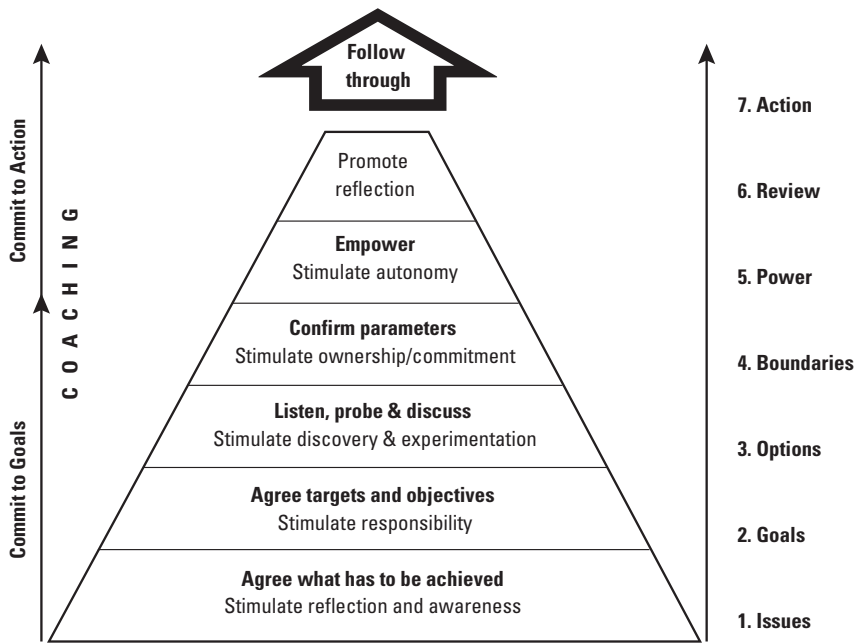 Follow
through
7. Action
Promote
reflection
6. Review
Empower
Stimulate autonomy
5. Power
Confirm parameters
Stimulate ownership/commitment
4. Boundaries
Listen, probe & discuss
Stimulate discovery & experimentation
3. Options
Agree targets and objectives
Stimulate responsibility
2. Goals
Agree what has to be achieved
Stimulate reflection and awareness
1. Issues
Commit to Action
Commit to Goals
COACHING